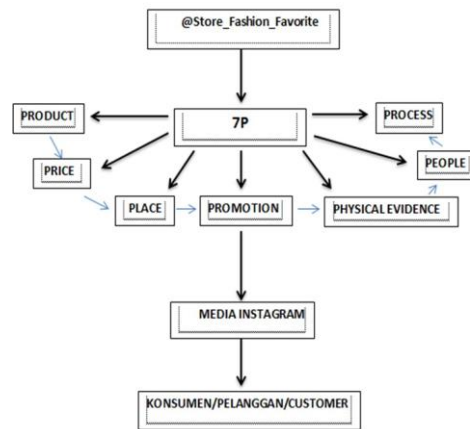 @Store_Fashion_Favorite
PRODUCT
7P
PROCESS
PRICE
PEOPLE
PLACE
PROMOTION
PHYSICAL EVIDENCE
MEDIA INSTAGRAM
KONSUMEN/PELANGGAN/CUSTOMER